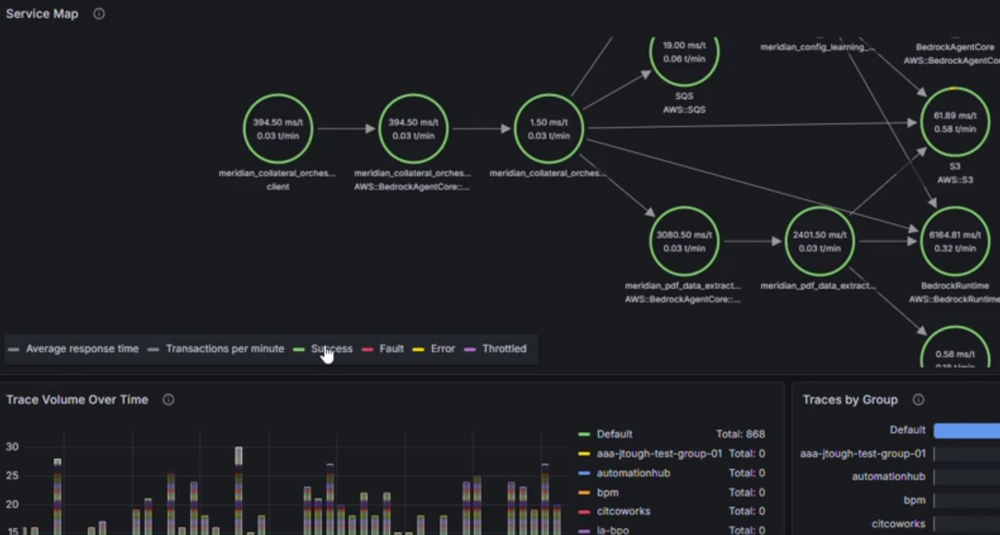 Service Map
19.00 ms/t
0.06 t/min
SQS
AWS::SQS
meridian_config_learning_...
BedrockAgentCore
AWS::BedrockAgentCor
394.50 ms/t
0.03 t/min
meridian_collateral_orches...
client
394.50 ms/t
0.03 t/min
meridian_collateral_orches...
AWS::BedrockAgentCore::...
1.50 ms/t
0.03 t/min
meridian_collateral_orches...
61.89 ms/t
0.58 t/min
S3
AWS::S3
3080.50 ms/t
0.03 t/min
meridian_pdf_data_extract...
AWS::BedrockAgentCore::...
2401.50 ms/t
0.03 t/min
meridian_pdf_data_extract...
6164.81 ms/t
0.32 t/min
BedrockRuntime
AWS::BedrockRuntime
0.58 ms/t
Average response time Transactions per minute Success Fault Error Throttled
Trace Volume Over Time
30
25
20
15
Default Total: 868
aaa-jtough-test-group-01 Total: 0
automationhub Total: 0
bpm Total: 0
citcoworks Total: 0
ia-bpo Total: 0
Traces by Group
Default
aaa-jtough-test-group-01
automationhub
bpm
citcoworks